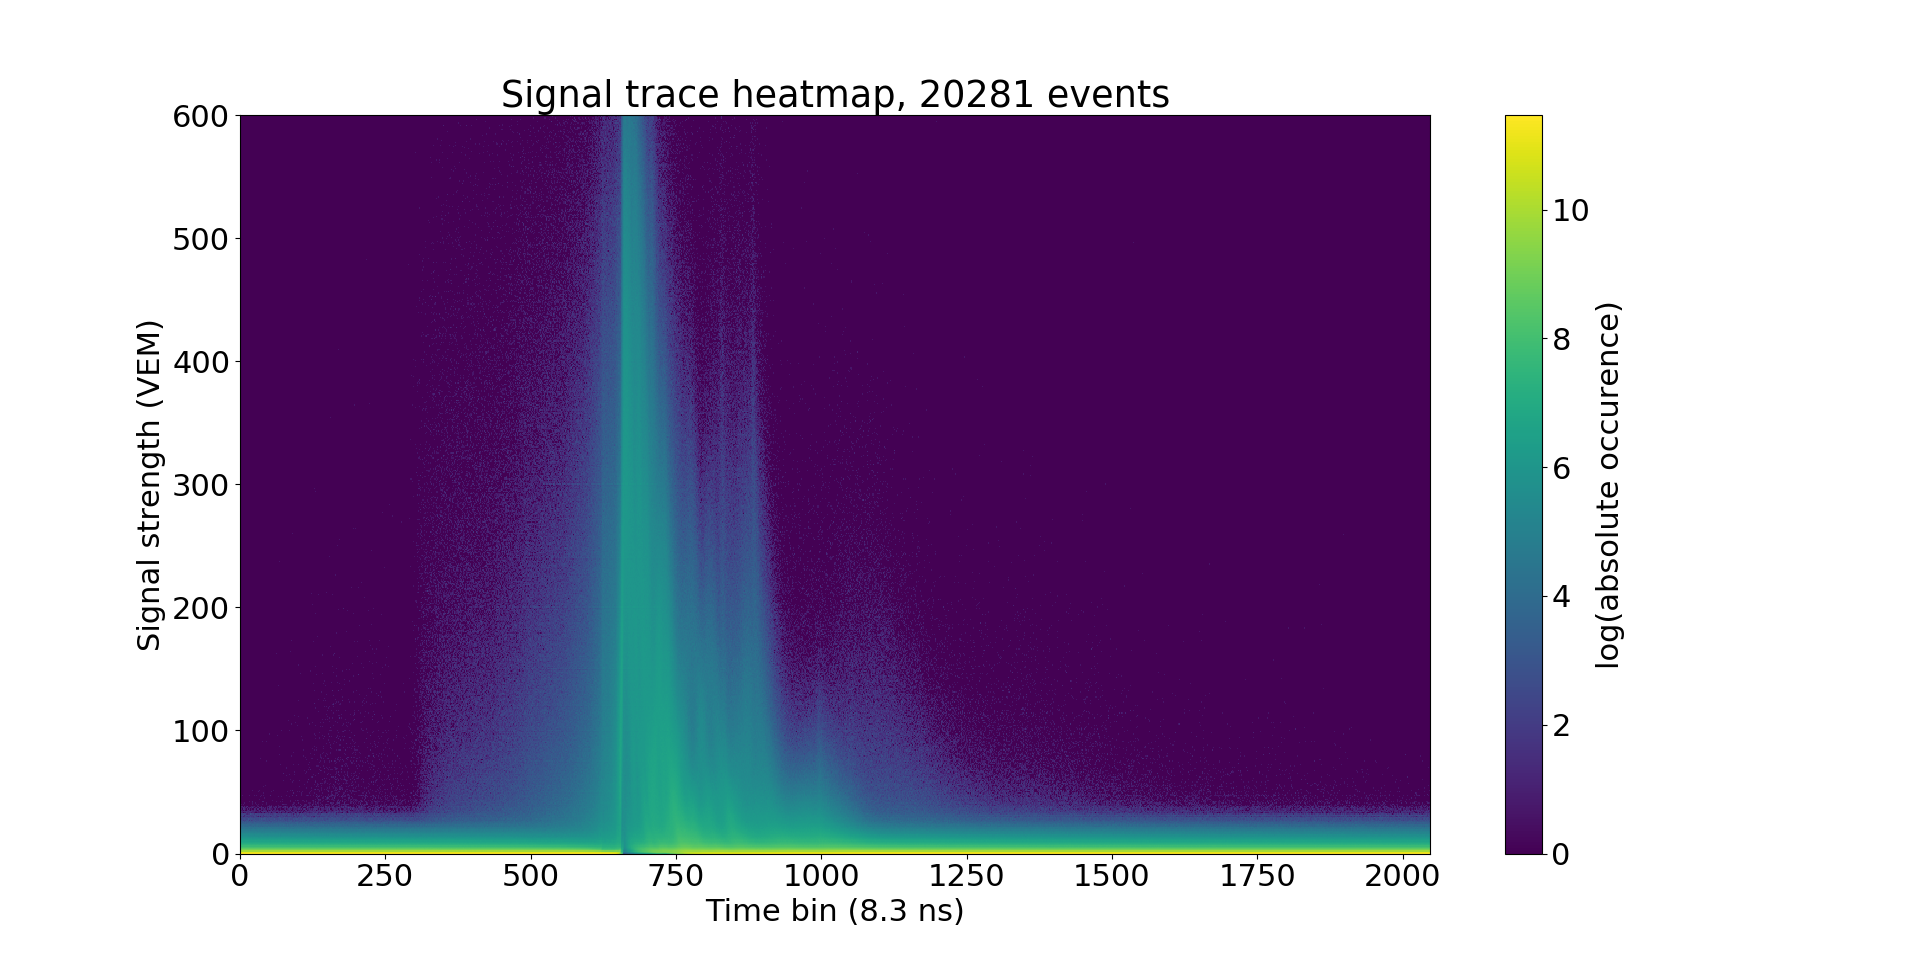 Signal trace heatmap, 20281 events
600
500
400
300
200
100
0
Signal strength (VEM)
0 250 500 750 1000 1250 1500 1750 2000
Time bin (8.3 ns)
10
8
6
4
2
0
log(absolute occurence)